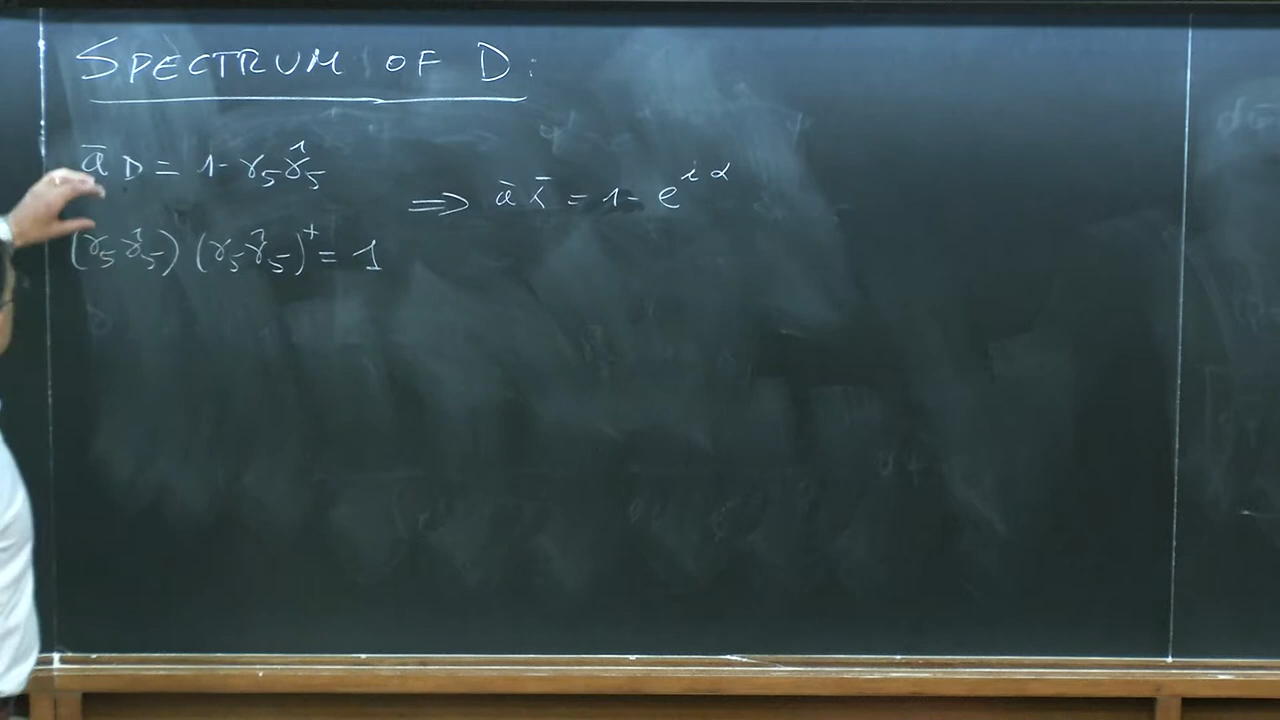 SPECTRUM OF D:
ā D = 1 - γ₅ γ̂₅
⟹ ā λ̄ = 1 - e^{iα}
(γ₅ γ̂₅) (γ₅ γ̂₅)⁺ = 1